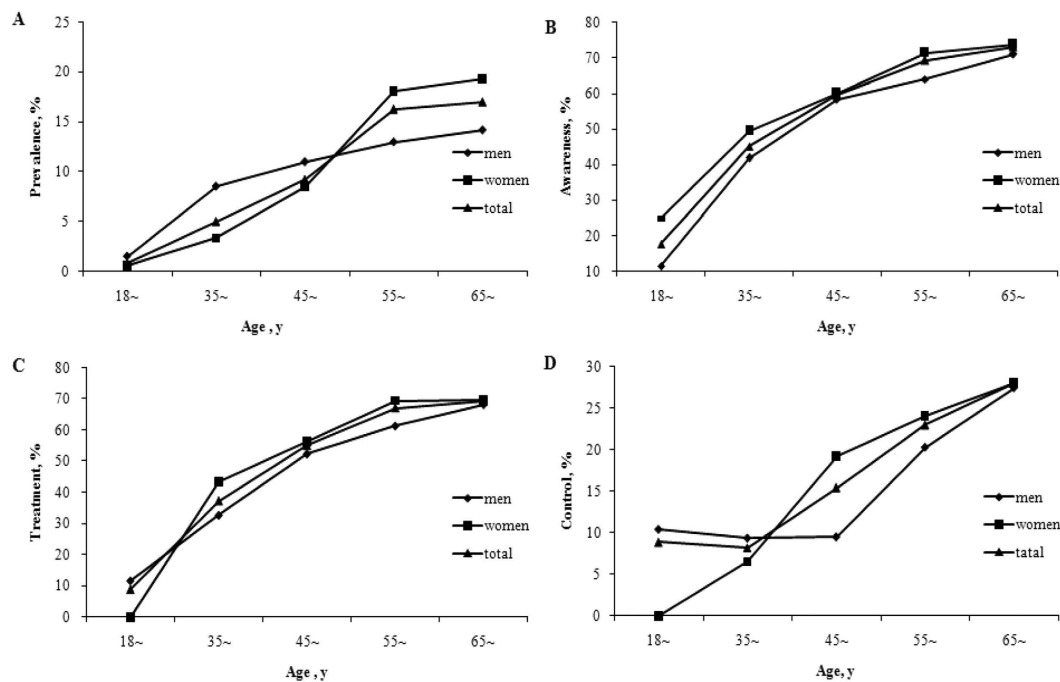 A
25
20
15
10
5
0
Prevalence, %
men
women
total
18~ 35~ 45~ 55~ 65~
Age , y
B
80
70
60
50
40
30
20
10
Awareness, %
men
women
total
18~ 35~ 45~ 55~ 65~
Age, y
C
80
70
60
50
40
30
20
10
0
Treatment, %
men
women
total
18~ 35~ 45~ 55~ 65~
Age , y
D
30
25
20
15
10
5
0
Control, %
men
women
tatal
18~ 35~ 45~ 55~ 65~
Age, y